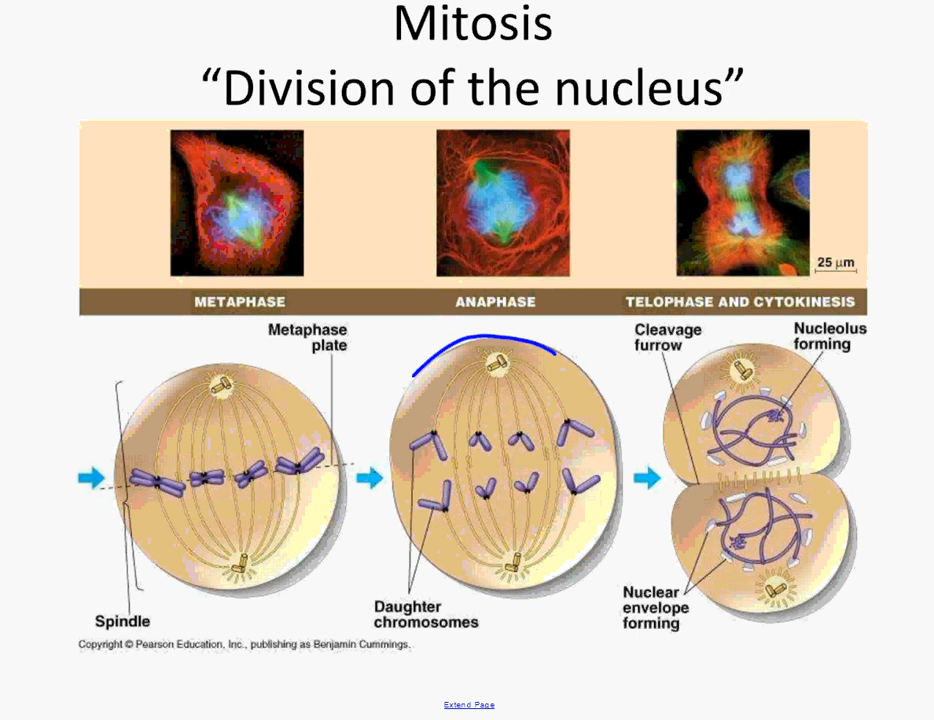 Mitosis
“Division of the nucleus”
25 μm
METAPHASE
ANAPHASE
TELOPHASE AND CYTOKINESIS
Metaphase
plate
Cleavage
furrow
Nucleolus
forming
Spindle
Daughter
chromosomes
Nuclear
envelope
forming
Copyright © Pearson Education, Inc., publishing as Benjamin Cummings.
Extend Page